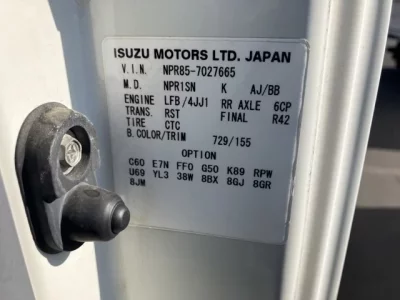 ISUZU MOTORS LTD. JAPAN
V.I.N. NPR85-7027665
M.D. NPR1SN K AJ/BB
ENGINE LFB/4JJ1 RR AXLE 6CP
TRANS. RST FINAL R42
TIRE CTC
B.COLOR/TRIM 729/155
OPTION
C60 E7N FF0 G50 K89 RPW
U69 YL3 38W 8BX 8GJ 8GR
8JM